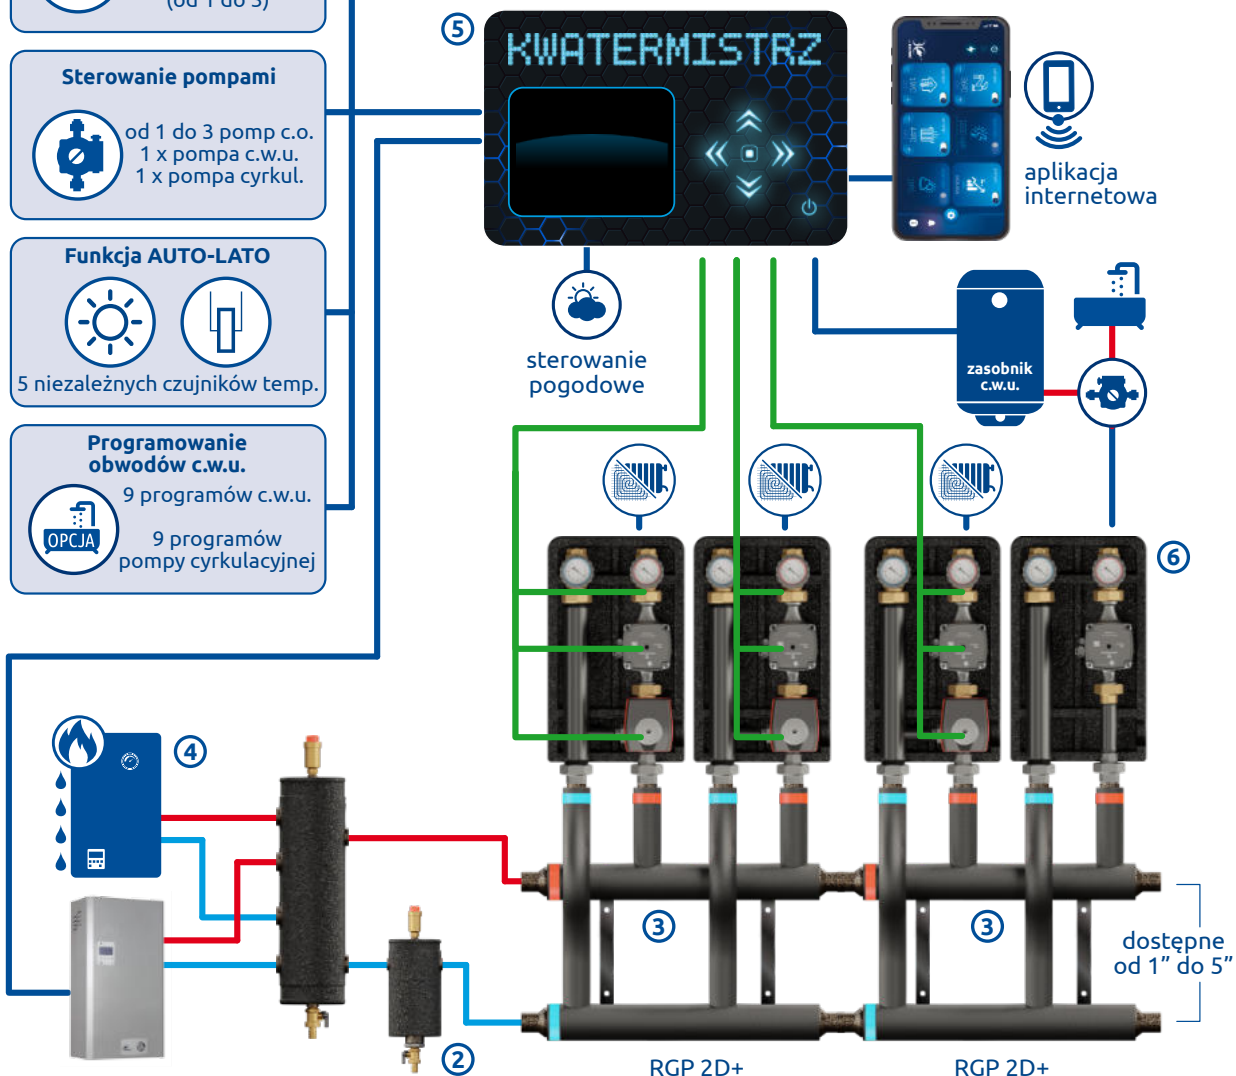 (od 1 do 3)
Sterowanie pompami
od 1 do 3 pomp c.o.
1 x pompa c.w.u.
1 x pompa cyrkul.
Funkcja AUTO-LATO
5 niezależnych czujników temp.
Programowanie
obwodów c.w.u.
9 programów c.w.u.
OPCJA
9 programów
pompy cyrkulacyjnej
5
KWATERMISTRZ
aplikacja
internetowa
sterowanie
pogodowe
zasobnik
c.w.u.
6
4
3
3
dostępne
od 1” do 5”
2
RGP 2D+
RGP 2D+